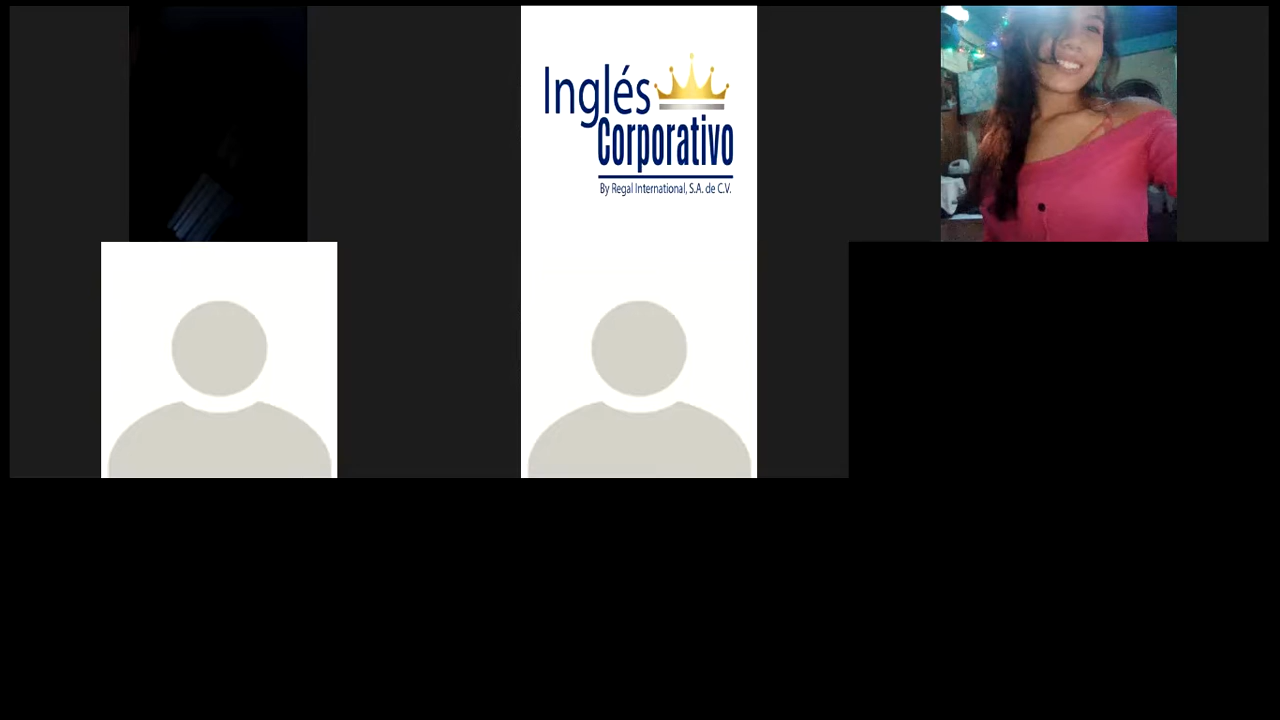 Inglés
Corporativo
By Regal International, S.A. de C.V.